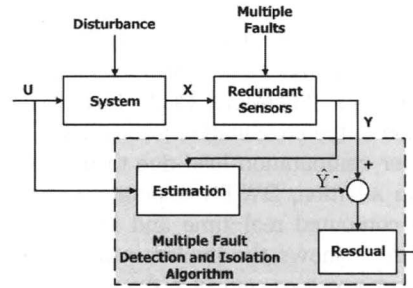 Disturbance
Multiple
Faults
U
System
X
Redundant
Sensors
Y
+
Estimation
Ŷ -
Multiple Fault
Detection and Isolation
Algorithm
Resdual